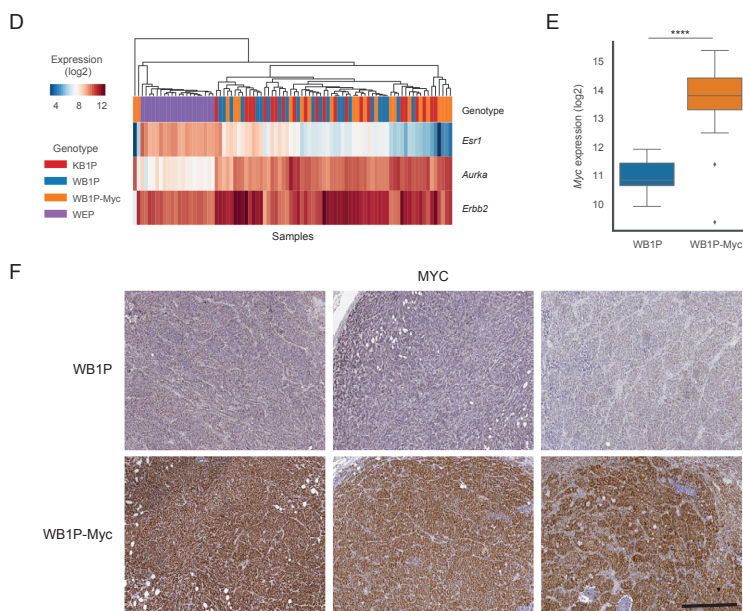 D
Expression
(log2)
4 8 12
Genotype
KB1P
WB1P
WB1P-Myc
WEP
Genotype
Esr1
Aurka
Erbb2
Samples
E
****
Myc expression (log2)
15
14
13
12
11
10
WB1P
WB1P-Myc
F
MYC
WB1P
WB1P-Myc